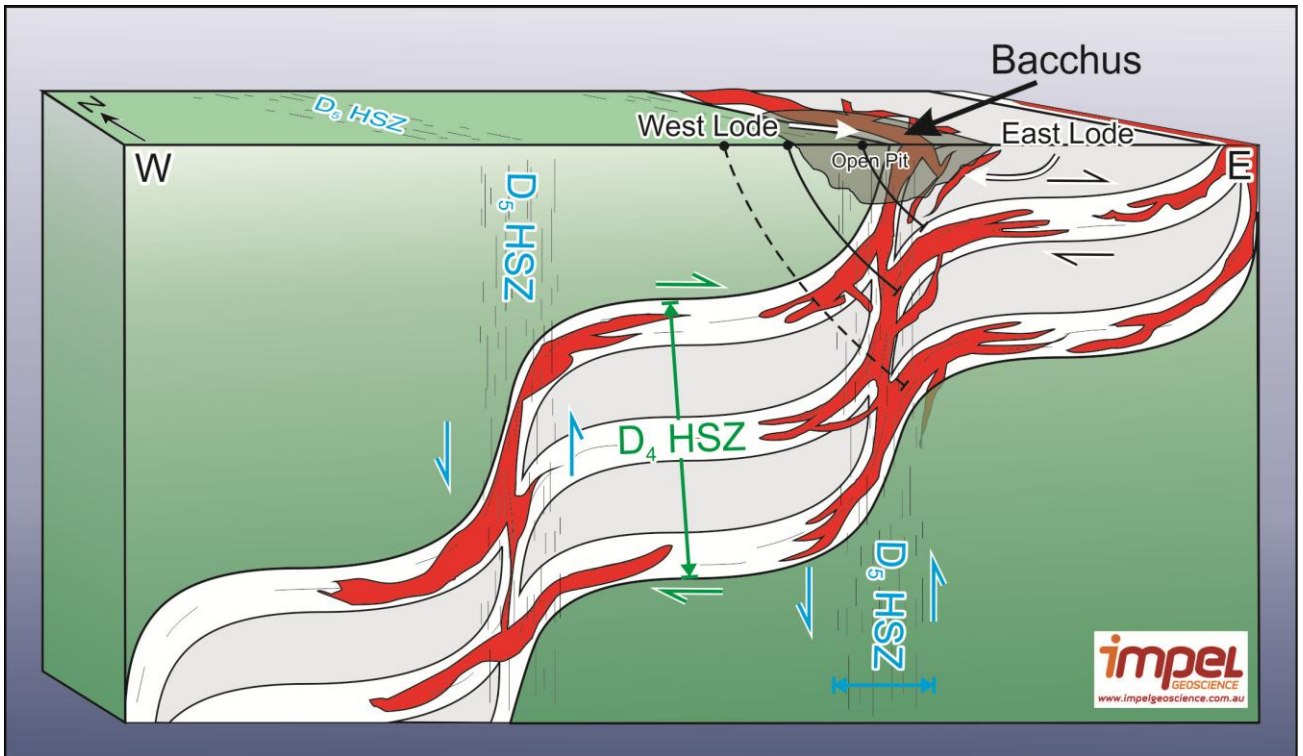 Bacchus
N
D5 HSZ
West Lode
East Lode
Open Pit
W
E
D5 HSZ
D4 HSZ
D5 HSZ
impel
GEOSCIENCE
www.impelgeoscience.com.au